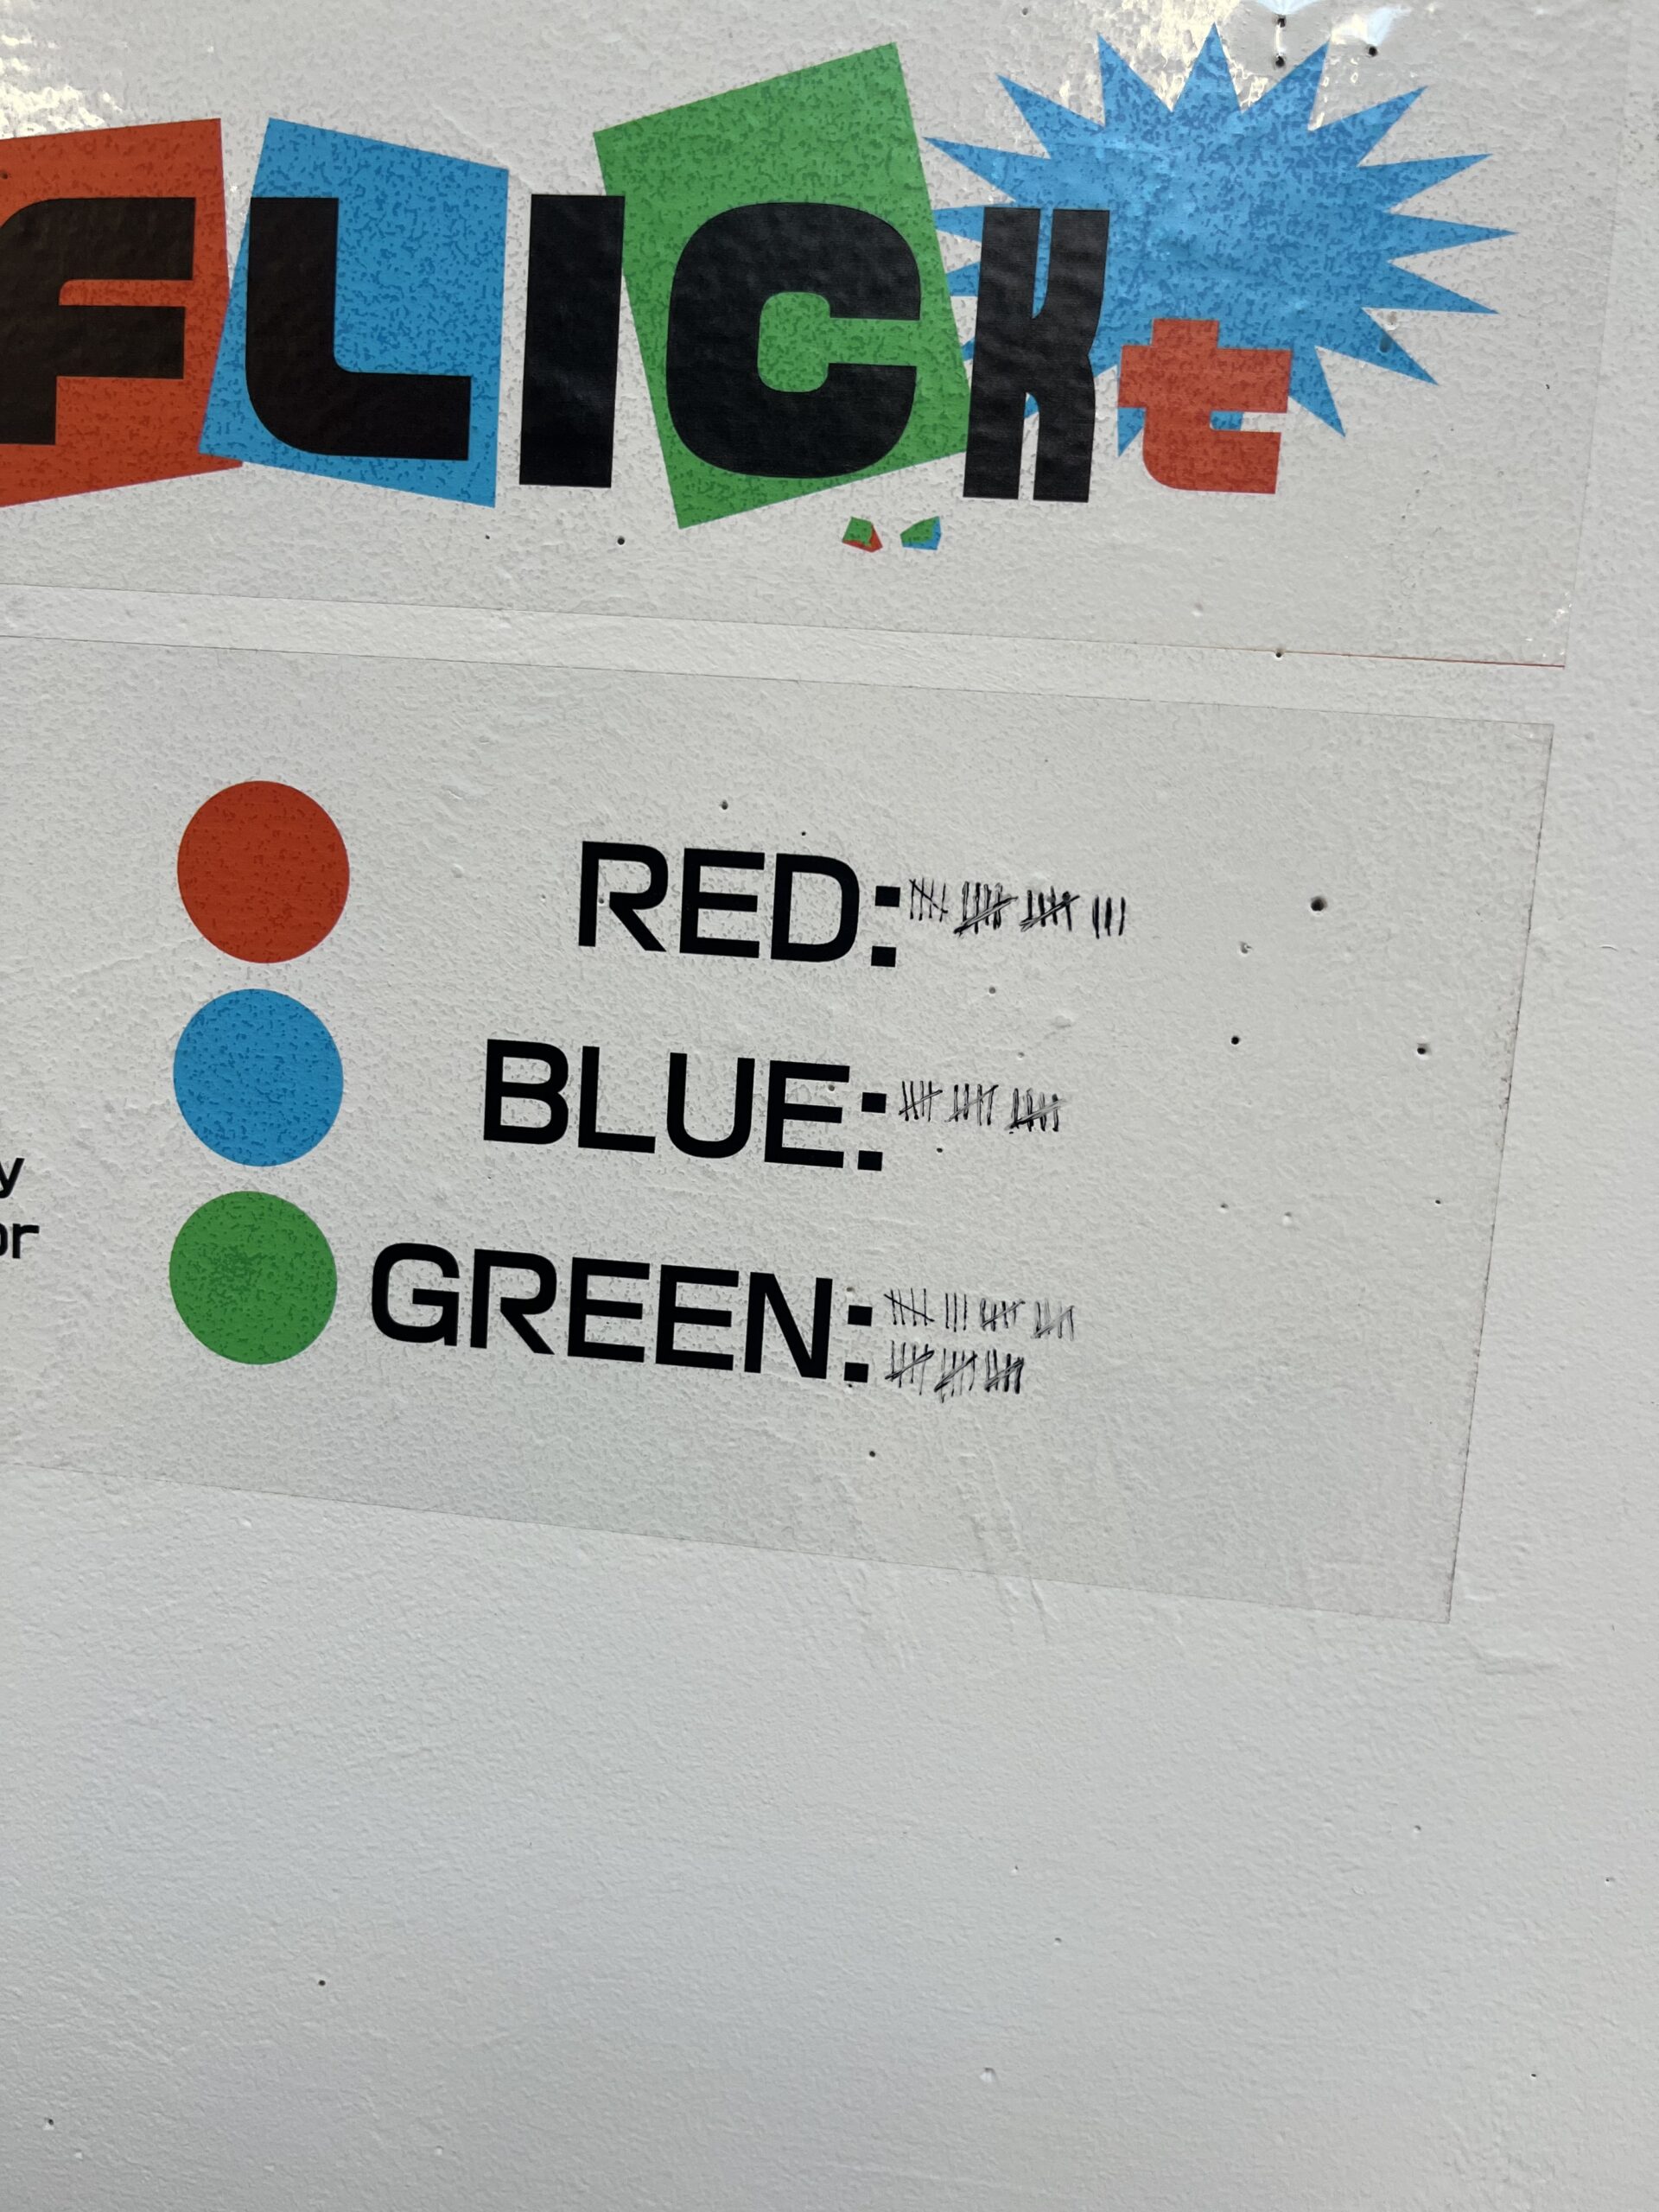 FLICKt
RED:
BLUE:
y
or
GREEN: